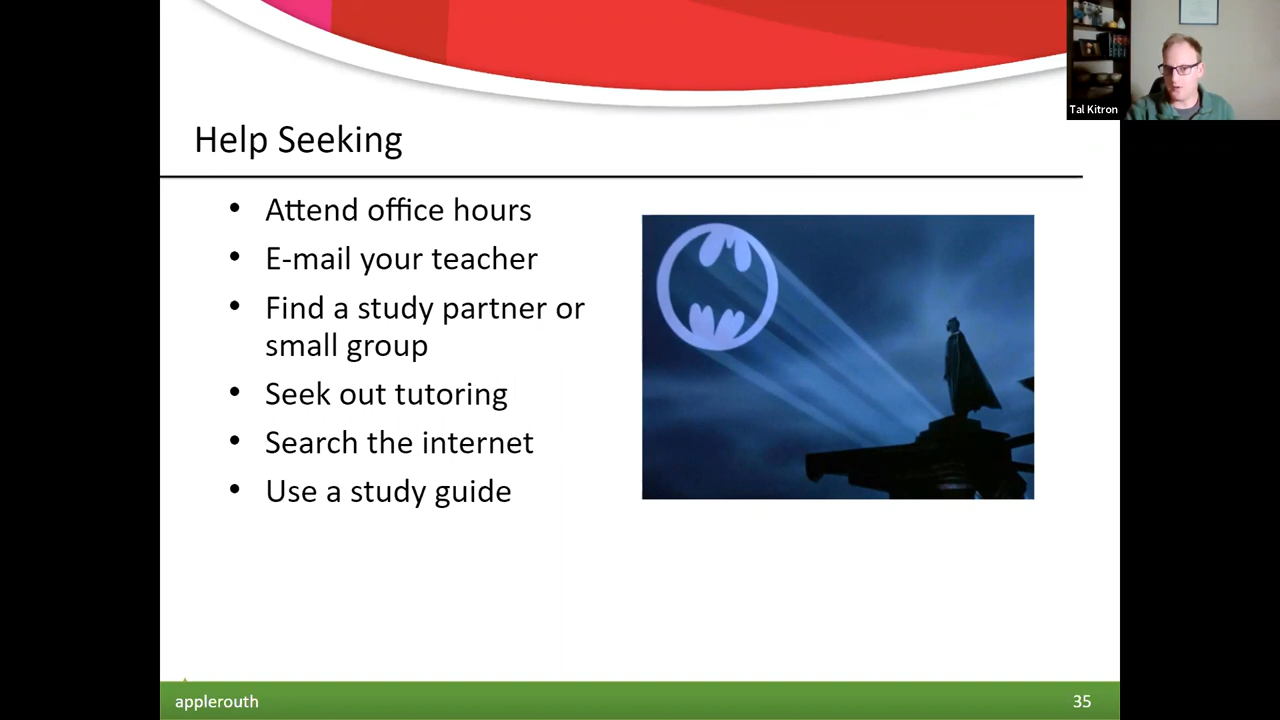 Tal Kitron
Help Seeking
• Attend office hours
• E-mail your teacher
• Find a study partner or
small group
• Seek out tutoring
• Search the internet
• Use a study guide
applerouth
35